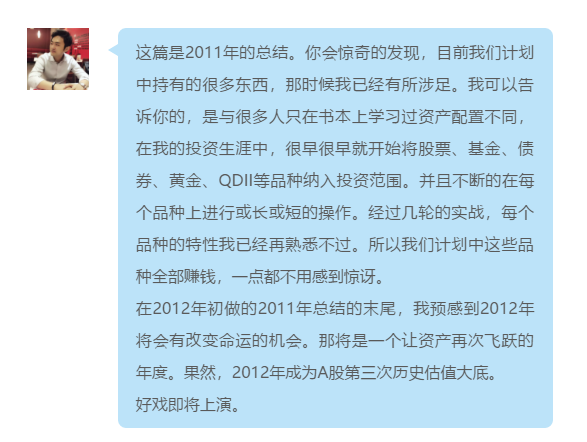 这篇是2011年的总结。你会惊奇的发现，目前我们计划
中持有的很多东西，那时候我已经有所涉足。我可以告
诉你的，是与很多人只在书本上学习过资产配置不同，
在我的投资生涯中，很早很早就开始将股票、基金、债
券、黄金、QDII等品种纳入投资范围。并且不断的在每
个品种上进行或长或短的操作。经过几轮的实战，每个
品种的特性我已经再熟悉不过。所以我们计划中这些品
种全部赚钱，一点都不用感到惊讶。
在2012年初做的2011年总结的末尾，我预感到2012年
将会有改变命运的机会。那将是一个让资产再次飞跃的
年度。果然，2012年成为A股第三次历史估值大底。
好戏即将上演。